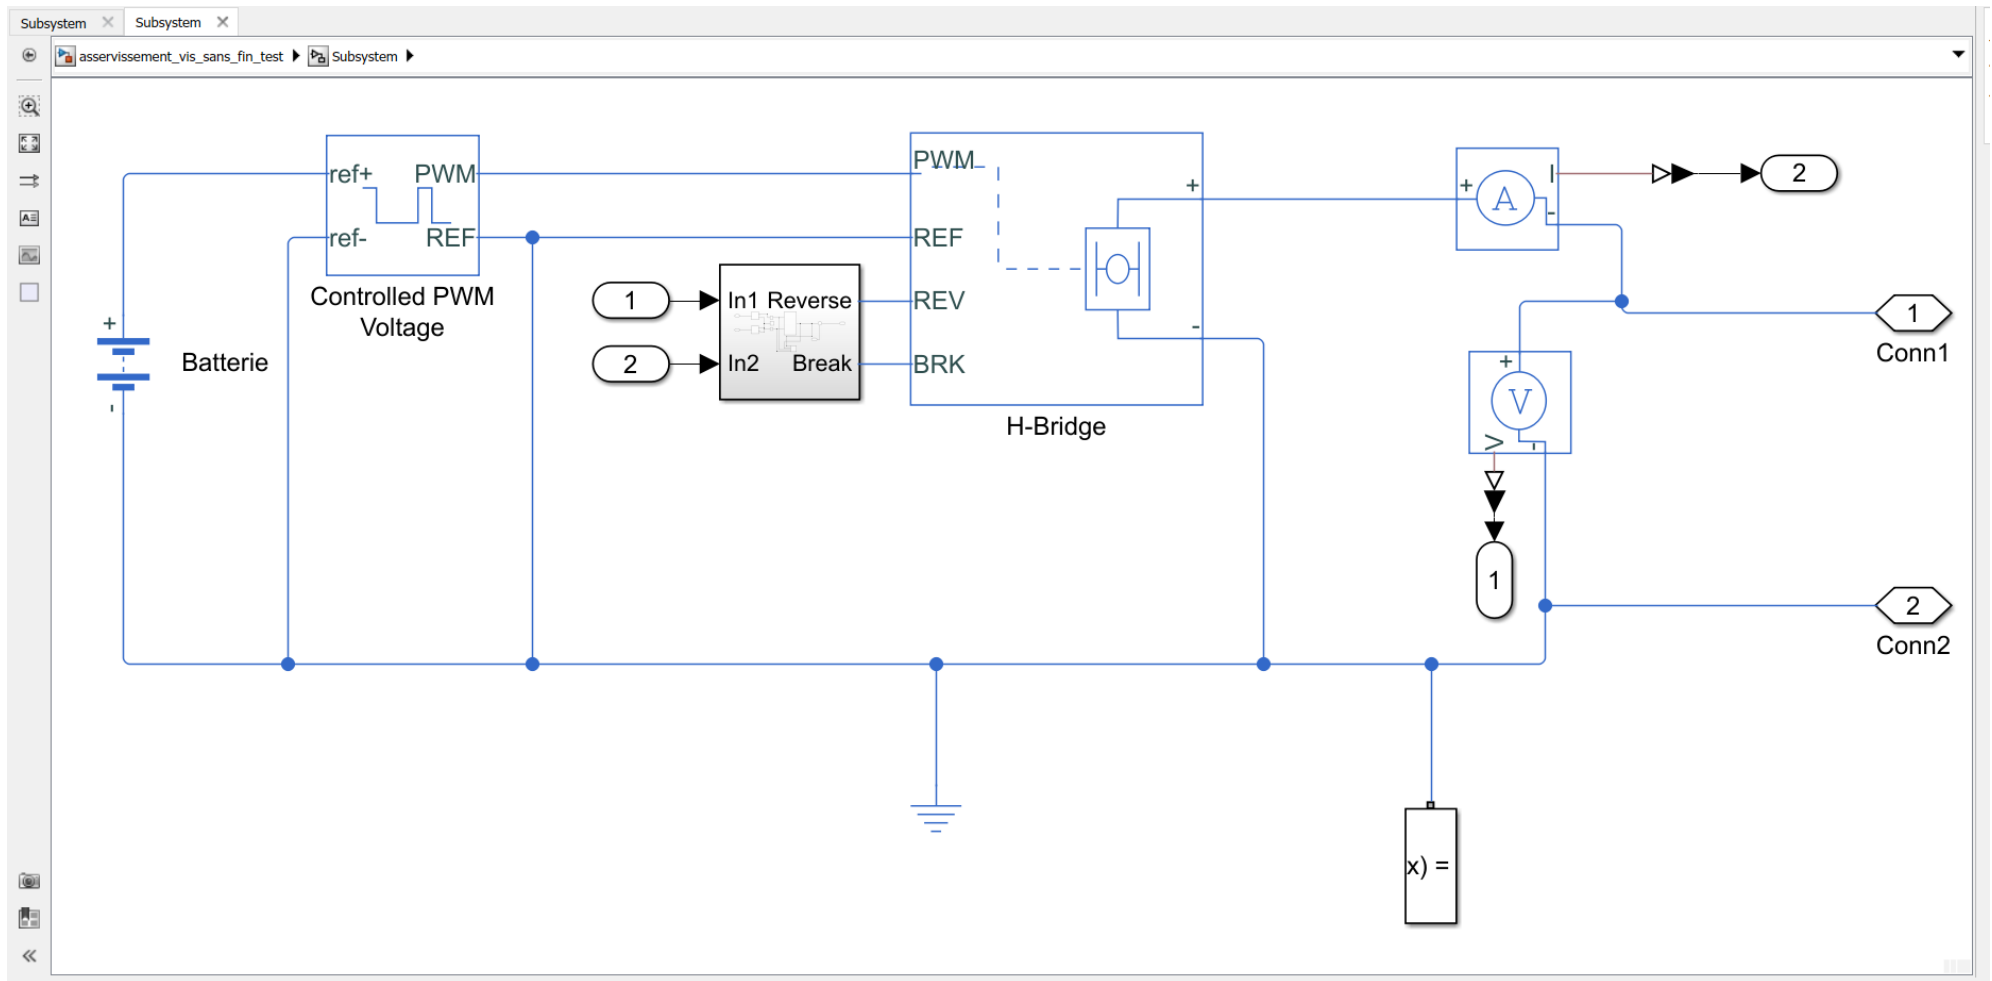 Subsystem
Subsystem
asservissement_vis_sans_fin_test
Subsystem
ref+
PWM
ref-
REF
Controlled PWM
Voltage
+
-
Batterie
1
2
In1
Reverse
In2
Break
PWM
REF
REV
BRK
+
-
H-Bridge
+
A
I
-
2
1
Conn1
+
V
V
-
1
2
Conn2
x) =